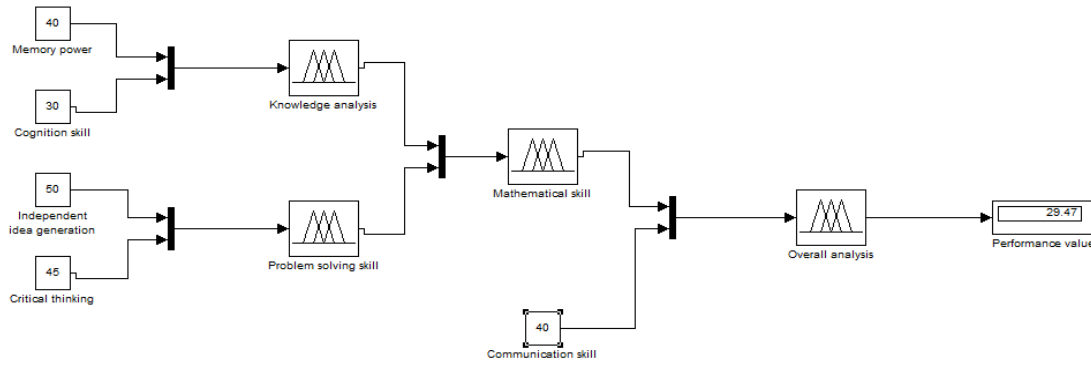 40
Memory power
30
Cognition skill
Knowledge analysis
50
Independent
idea generation
45
Critical thinking
Problem solving skill
Mathematical skill
40
Communication skill
Overall analysis
29.47
Performance value